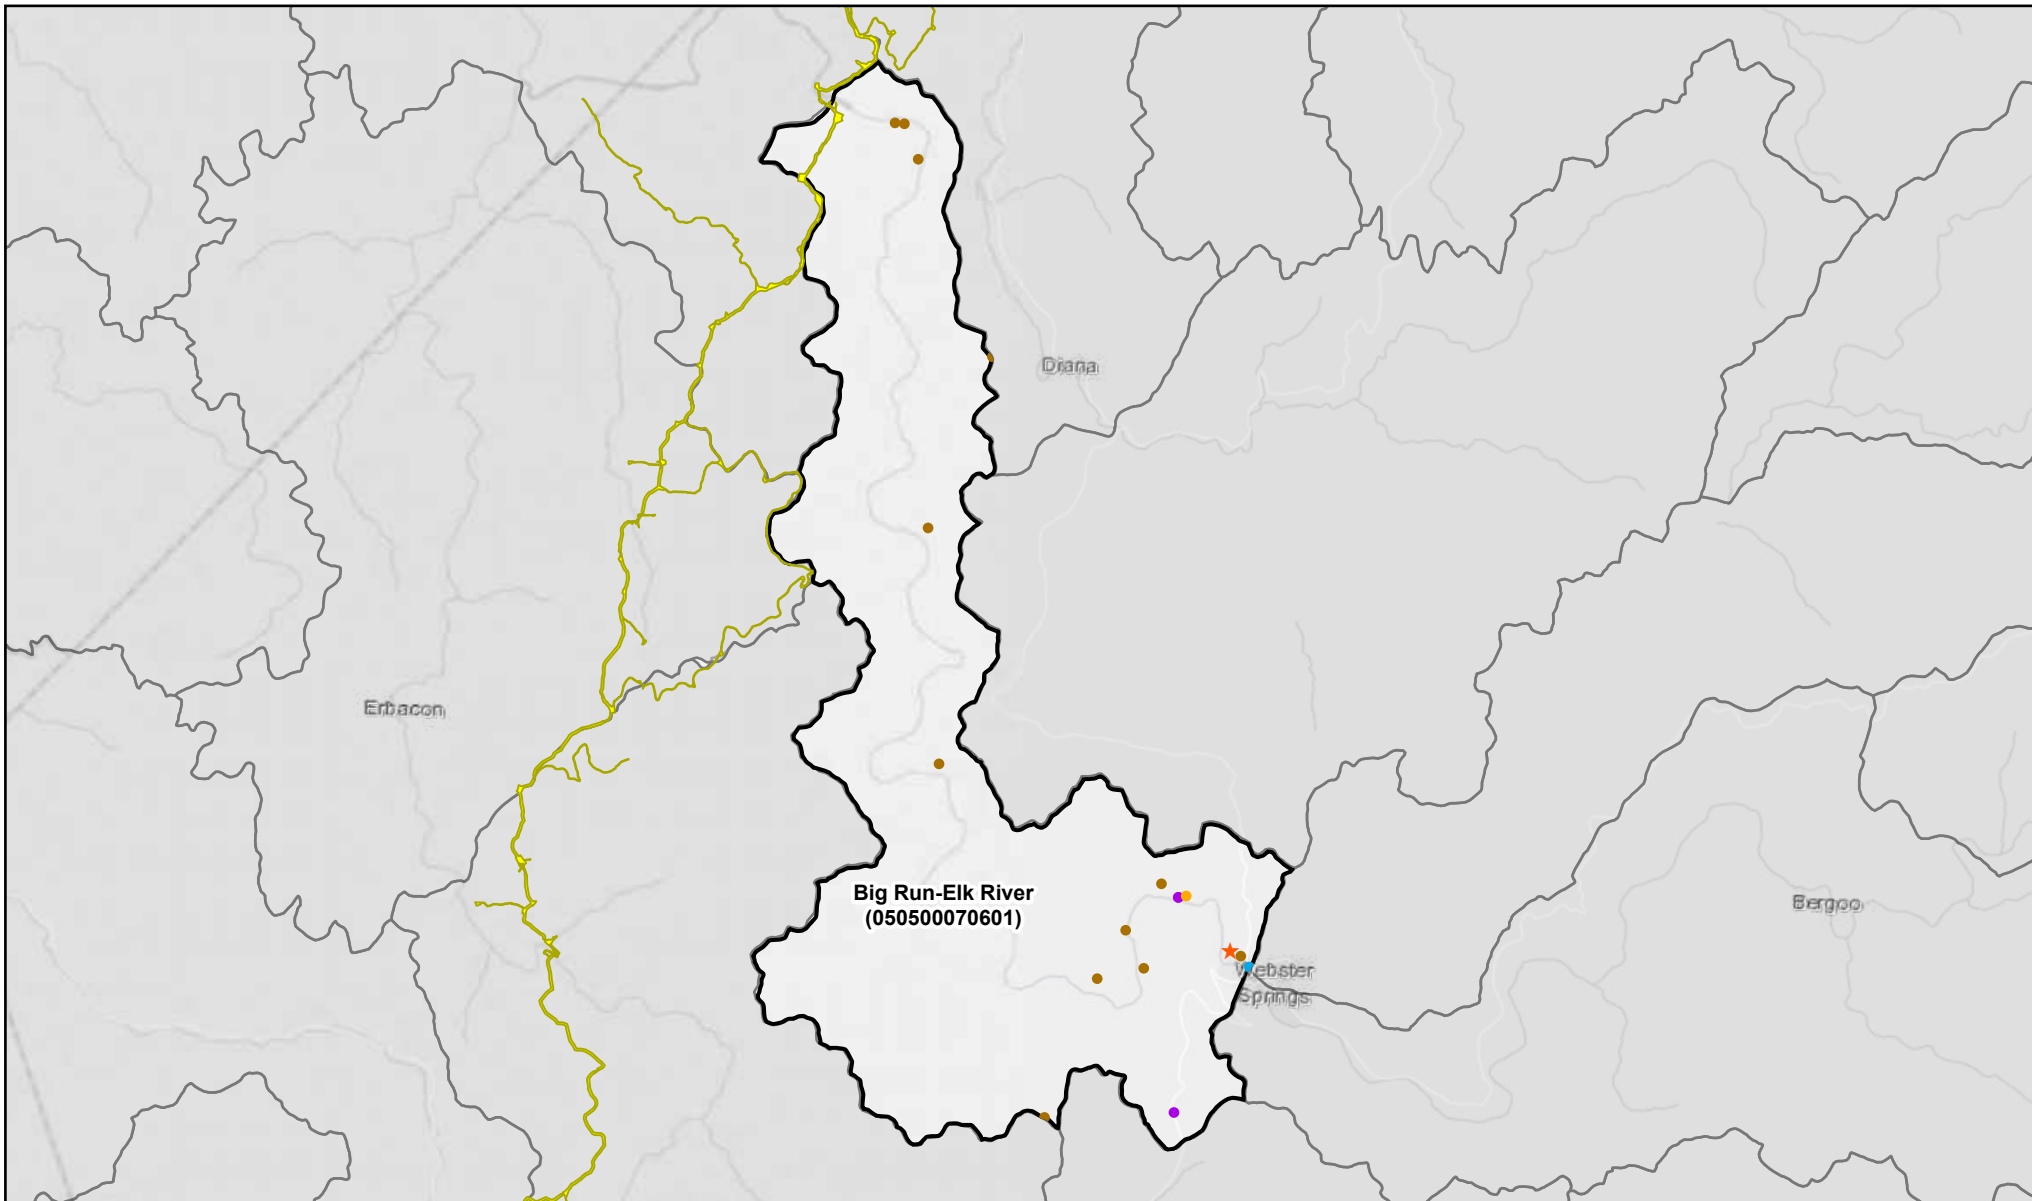 Diana
Erbacon
Big Run-Elk River
(050500070601)
Bergoo
Webster
Springs